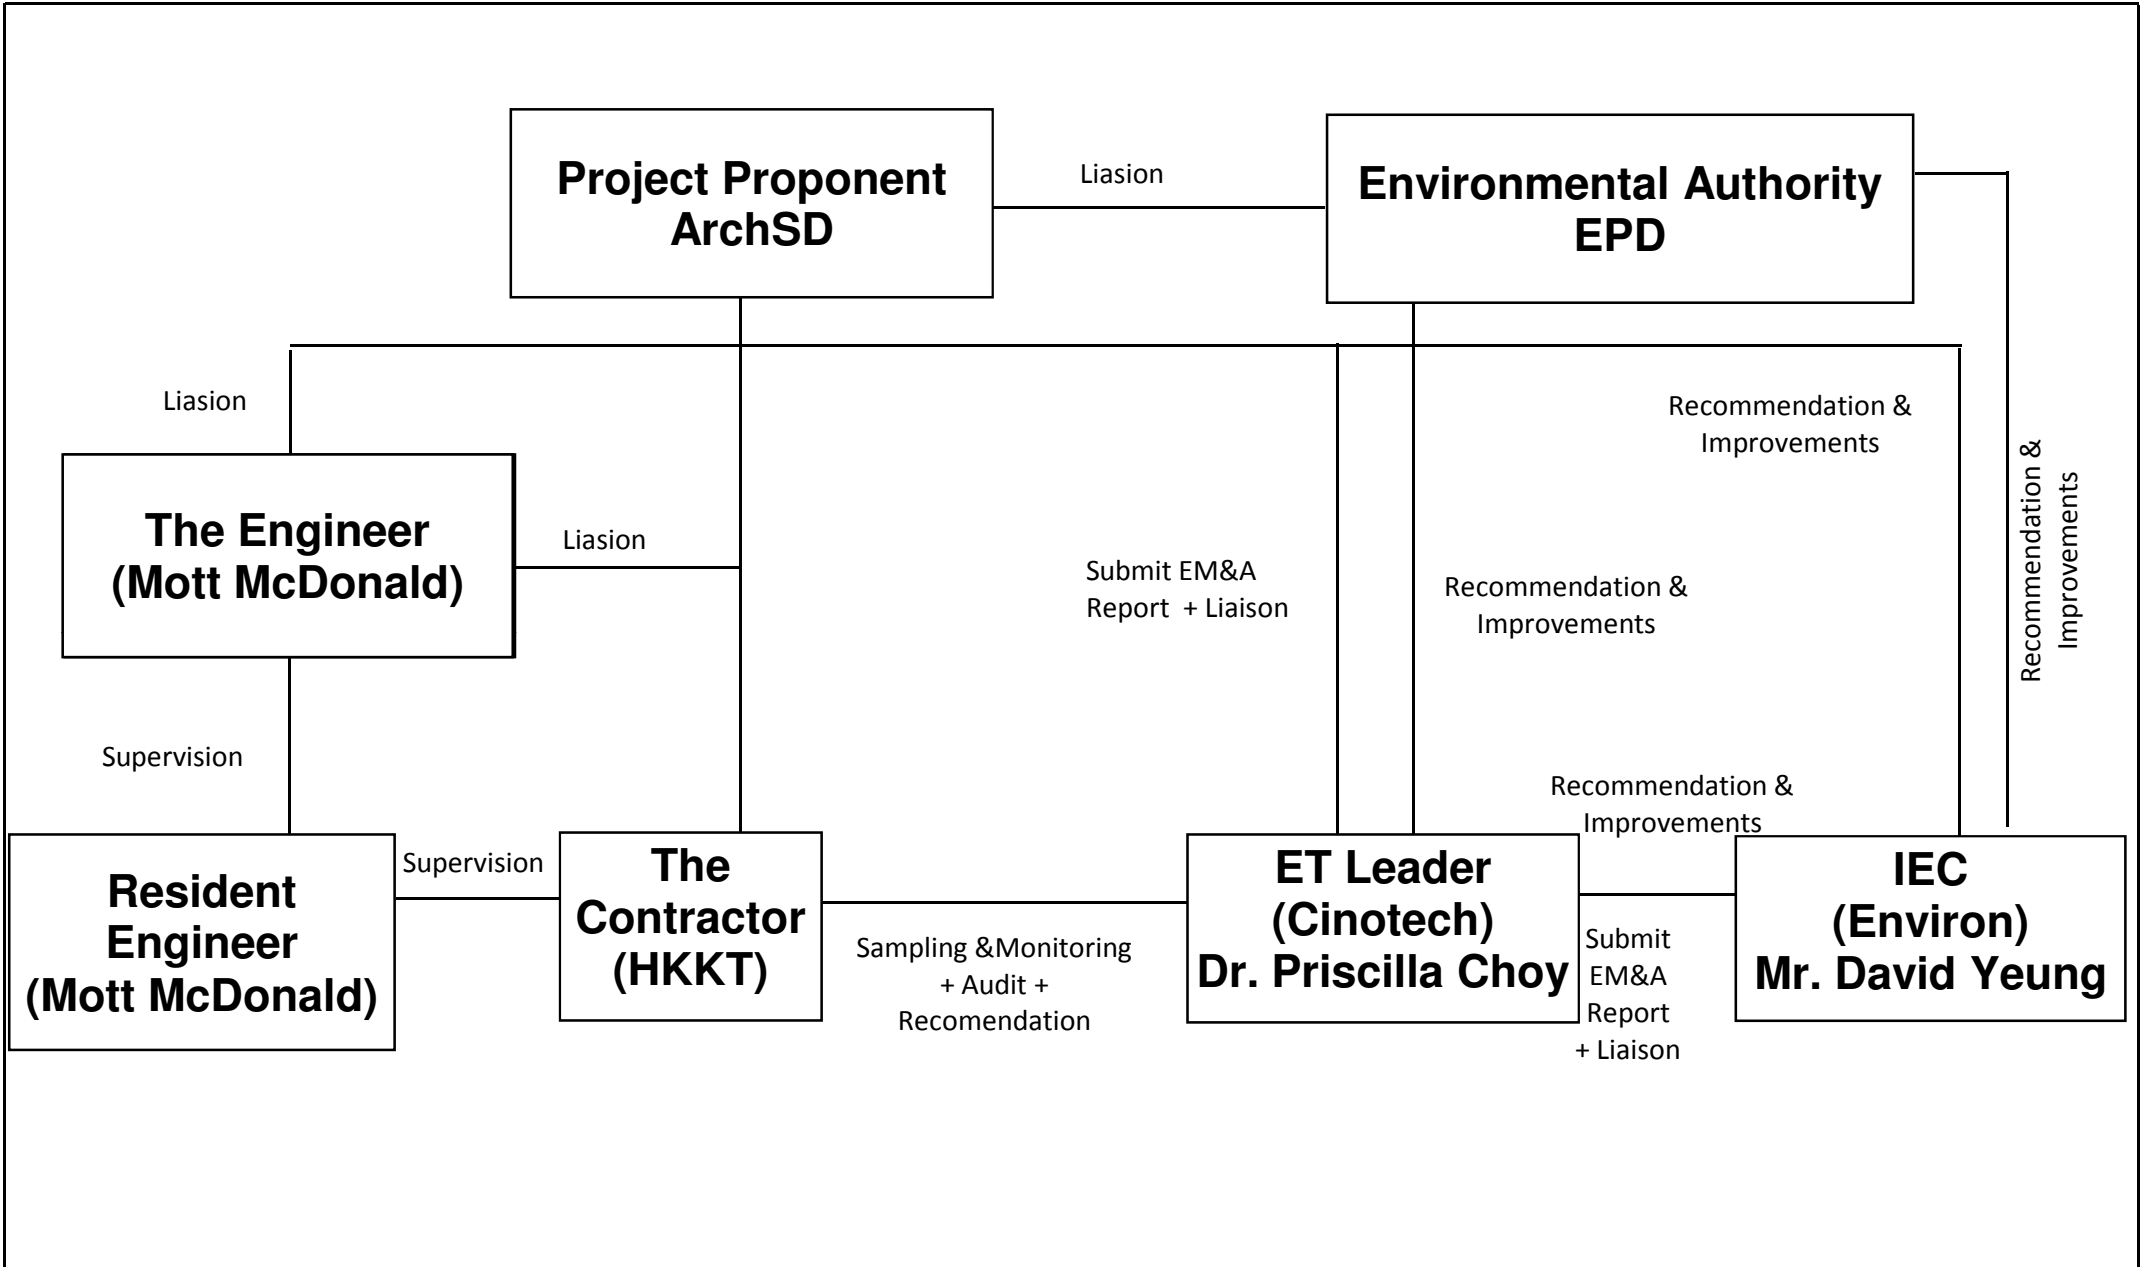 Project Proponent
ArchSD
Liasion
Environmental Authority
EPD
Liasion
Recommendation &
Improvements
Recommendation &
Improvements
The Engineer
(Mott McDonald)
Liasion
Submit EM&A
Report + Liaison
Recommendation &
Improvements
Supervision
Recommendation &
Improvements
Resident
Engineer
(Mott McDonald)
Supervision
The
Contractor
(HKKT)
Sampling &Monitoring
+ Audit +
Recomendation
ET Leader
(Cinotech)
Dr. Priscilla Choy
Submit
EM&A
Report
+ Liaison
IEC
(Environ)
Mr. David Yeung